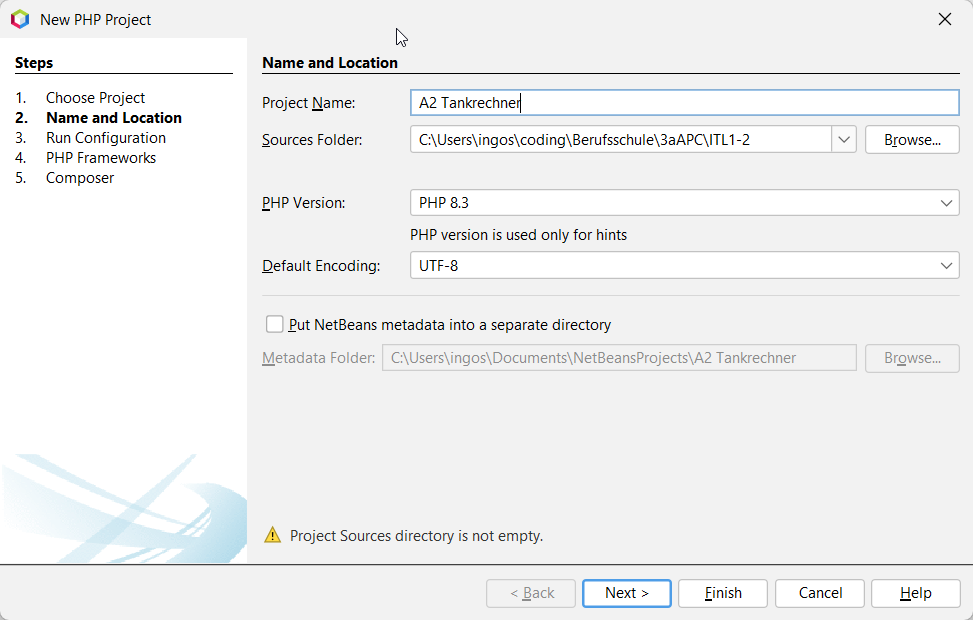 New PHP Project
Steps
1. Choose Project
2. Name and Location
3. Run Configuration
4. PHP Frameworks
5. Composer
Name and Location
Project Name: A2 Tankrechner
Sources Folder: C:\Users\ingos\coding\Berufsschule\3aAPC\ITL1-2 Browse...
PHP Version: PHP 8.3
PHP version is used only for hints
Default Encoding: UTF-8
Put NetBeans metadata into a separate directory
Metadata Folder: C:\Users\ingos\Documents\NetBeansProjects\A2 Tankrechner Browse...
Project Sources directory is not empty.
< Back Next > Finish Cancel Help